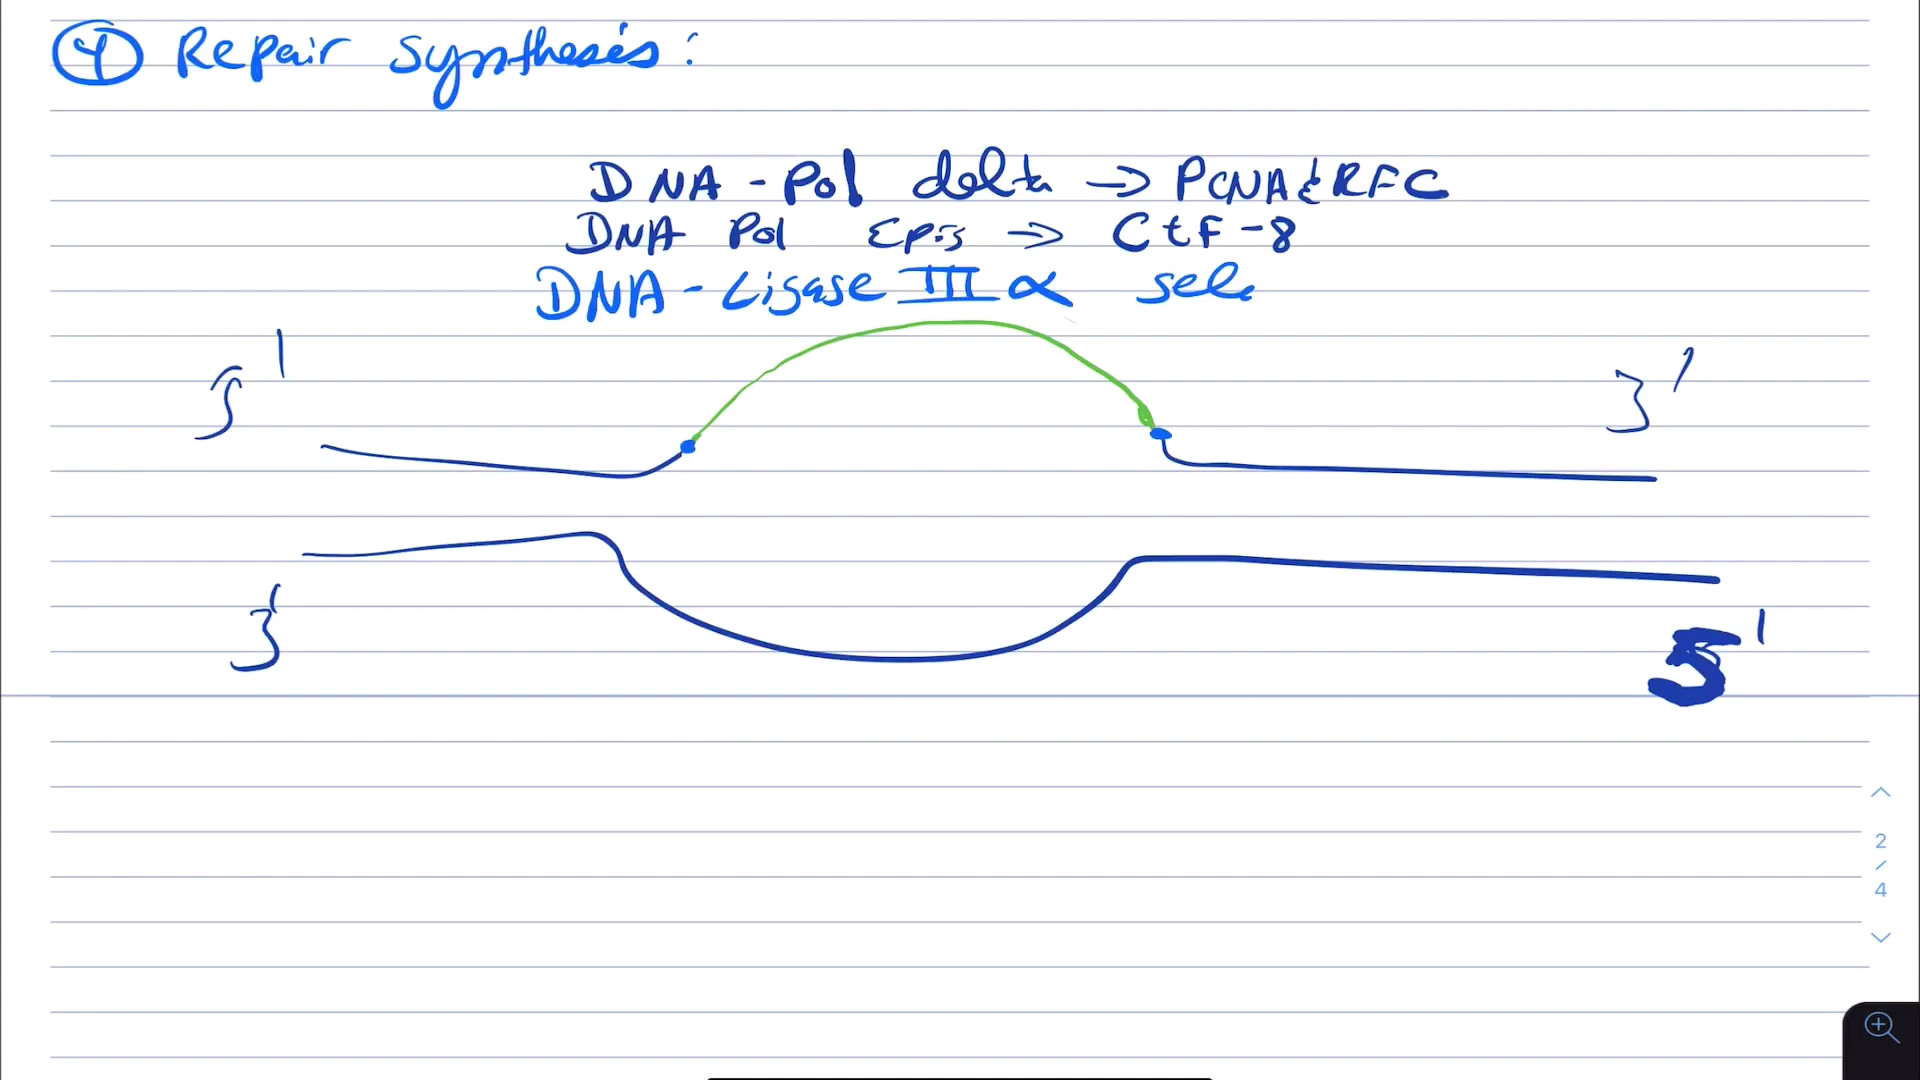 ④ Repair synthesis:
DNA - Pol delta → PCNA & RFC
DNA Pol Epis → CtF-8
DNA - Ligase III α sele
5' 3'
3' 5'
2
/
4